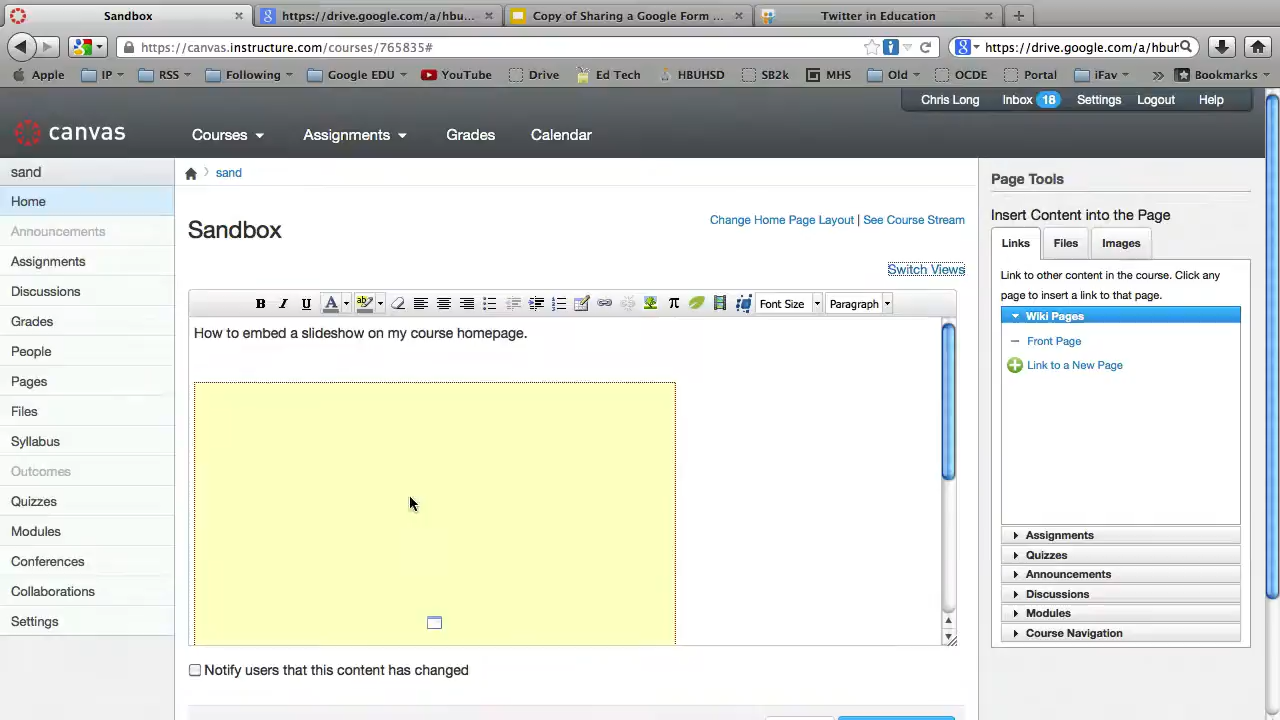 Sandbox
https://drive.google.com/a/hbu...
Copy of Sharing a Google Form ...
Twitter in Education
https://canvas.instructure.com/courses/765835#
https://drive.google.com/a/hbuh
Apple
IP
RSS
Following
Google EDU
YouTube
Drive
Ed Tech
HBUHSD
SB2k
MHS
Old
OCDE
Portal
iFav
Bookmarks
Chris Long
Inbox 18
Settings
Logout
Help
canvas
Courses
Assignments
Grades
Calendar
sand
Home
Announcements
Assignments
Discussions
Grades
People
Pages
Files
Syllabus
Outcomes
Quizzes
Modules
Conferences
Collaborations
Settings
sand
Sandbox
Change Home Page Layout | See Course Stream
Switch Views
B I U A ab Font Size Paragraph
How to embed a slideshow on my course homepage.
Notify users that this content has changed
Page Tools
Insert Content into the Page
Links
Files
Images
Link to other content in the course. Click any
page to insert a link to that page.
Wiki Pages
Front Page
Link to a New Page
Assignments
Quizzes
Announcements
Discussions
Modules
Course Navigation